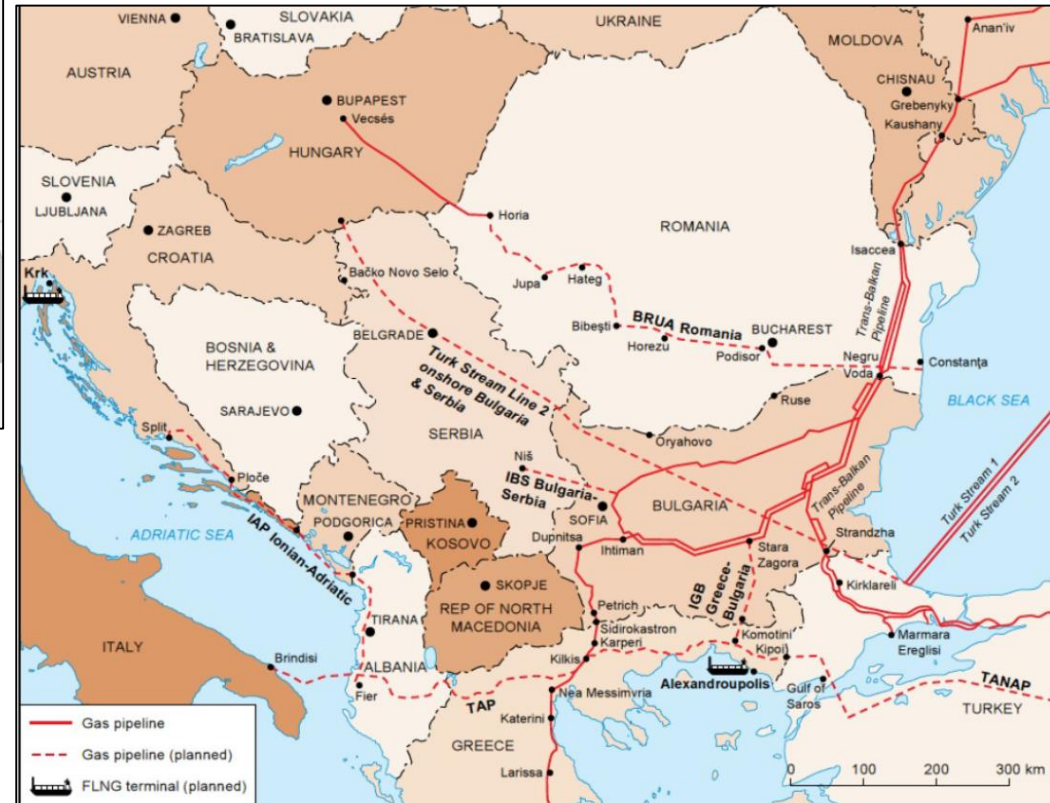 VIENNA
SLOVAKIA
BRATISLAVA
UKRAINE
MOLDOVA
Anan'iv
AUSTRIA
BUPAPEST
Vecsés
HUNGARY
CHISNAU
Grebenyky
Kaushany
SLOVENIA
LJUBLJANA
ZAGREB
CROATIA
Horia
ROMANIA
Isaccea
Krk
Bačko Novo Selo
Jupa
Hateg
BELGRADE
Bibeşti
BRUA Romania
Horezu
BUCHAREST
Podisor
Trans-Balkan
Pipeline
Negru
Voda
Constanţa
BOSNIA &
HERZEGOVINA
SARAJEVO
Turk Stream Line 2
onshore Bulgaria
& Serbia
Ruse
BLACK SEA
Split
SERBIA
Oryahovo
Ploče
Niš
IBS Bulgaria-
Serbia
BULGARIA
Trans-Balkan
Pipeline
Turk Stream 1
Turk Stream 2
MONTENEGRO
PODGORICA
PRISTINA
KOSOVO
SOFIA
ADRIATIC SEA
IAP Ionian-Adriatic
Dupnitsa
Ihtiman
Stara
Zagora
Strandzha
SKOPJE
REP OF NORTH
MACEDONIA
IGB
Greece-
Bulgaria
Kirklareli
Petrich
Sidirokastron
Karperi
TIRANA
ALBANIA
ITALY
Brindisi
Kilkis
Komotini
Kipoi
Marmara
Ereglisi
Fier
TAP
Nea Messimvria
Alexandroupolis
Gulf of
Saros
TANAP
TURKEY
Katerini
GREECE
Larissa
Gas pipeline
Gas pipeline (planned)
FLNG terminal (planned)
0 100 200 300 km